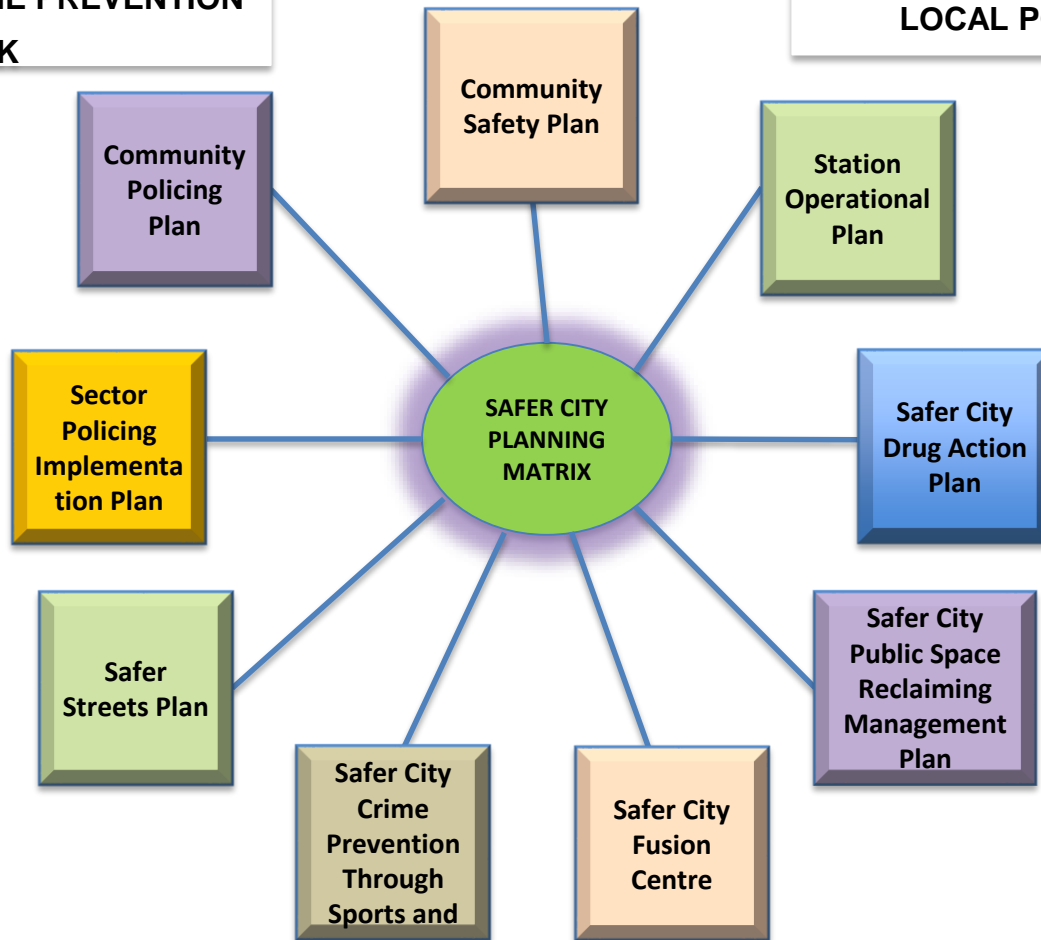 PREVENTION
K
LOCAL
Community
Safety Plan
Community
Policing
Plan
Station
Operational
Plan
Sector
Policing
Implementa
tion Plan
SAFER CITY
PLANNING
MATRIX
Safer City
Drug Action
Plan
Safer
Streets Plan
Safer City
Public Space
Reclaiming
Management
Plan
Safer City
Crime
Prevention
Through
Sports and
Safer City
Fusion
Centre